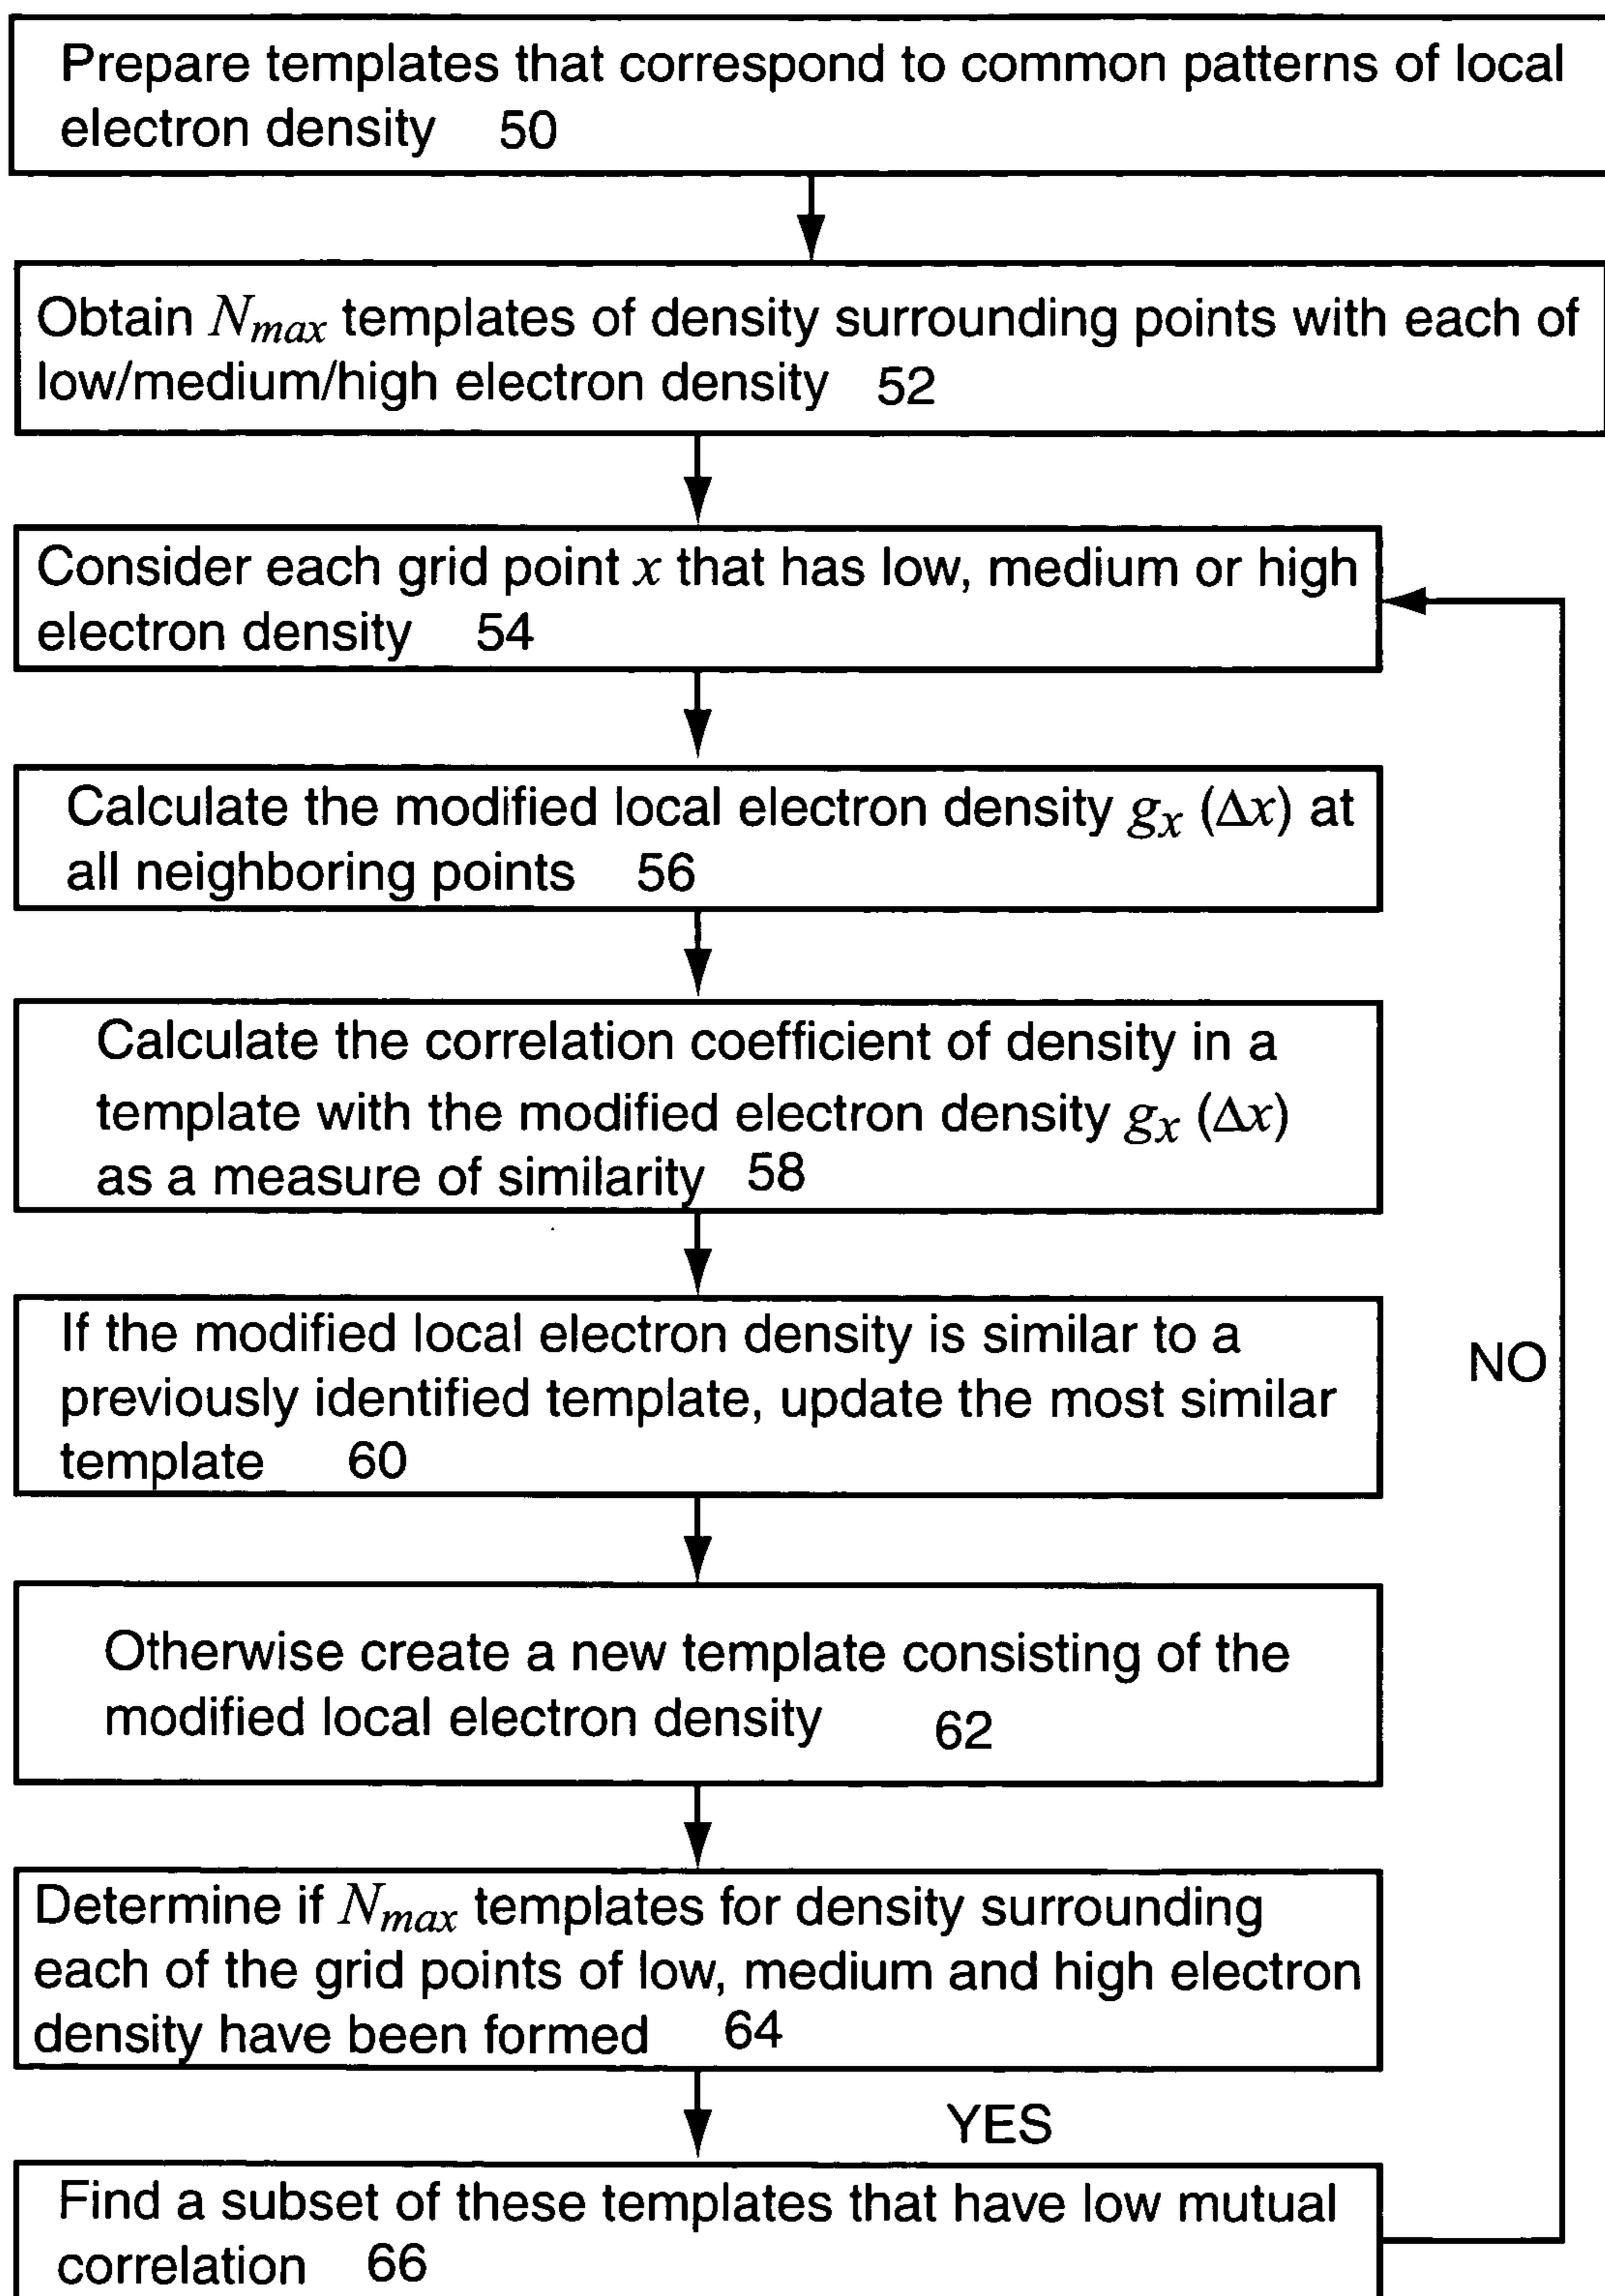 Prepare templates that correspond to common patterns of local
electron density 50
Obtain Nmax templates of density surrounding points with each of
low/medium/high electron density 52
Consider each grid point x that has low, medium or high
electron density 54
Calculate the modified local electron density gx (Δx) at
all neighboring points 56
Calculate the correlation coefficient of density in a
template with the modified electron density gx (Δx)
as a measure of similarity 58
If the modified local electron density is similar to a
previously identified template, update the most similar
template 60
NO
Otherwise create a new template consisting of the
modified local electron density 62
Determine if Nmax templates for density surrounding
each of the grid points of low, medium and high electron
density have been formed 64
YES
Find a subset of these templates that have low mutual
correlation 66